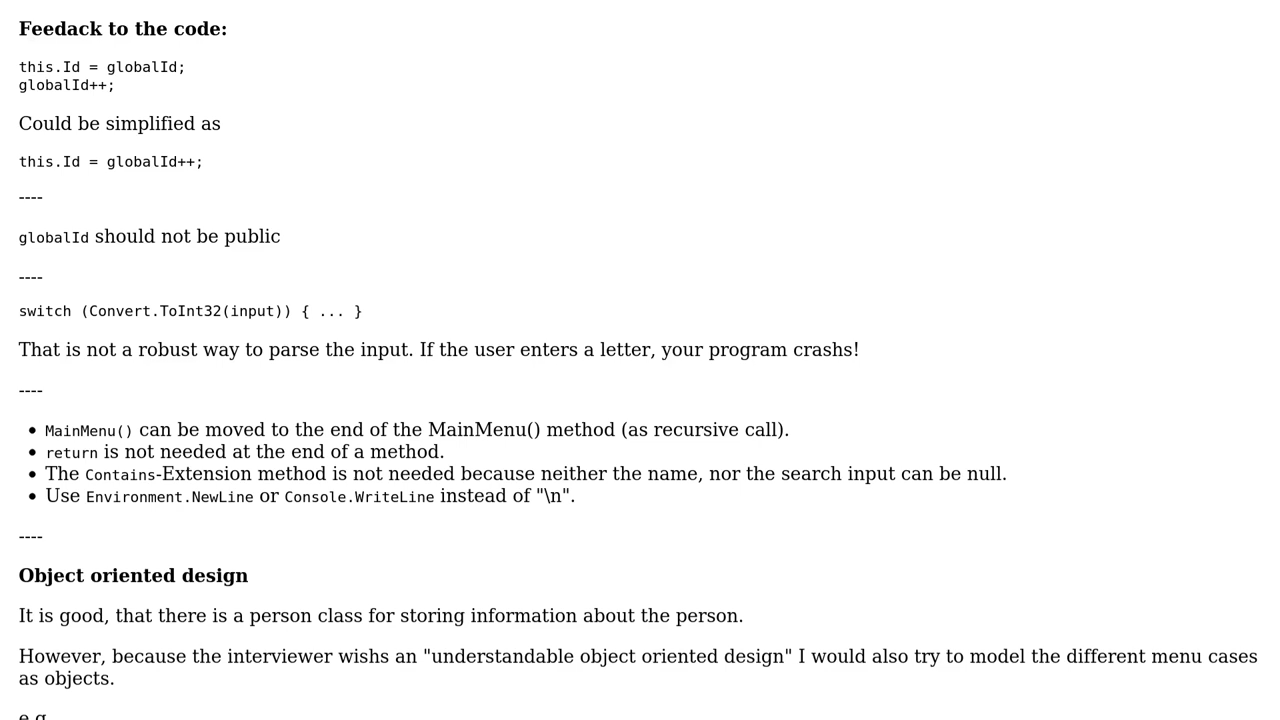 Feedack to the code:
this.Id = globalId;
globalId++;
Could be simplified as
this.Id = globalId++;
----
globalId should not be public
----
switch (Convert.ToInt32(input)) { ... }
That is not a robust way to parse the input. If the user enters a letter, your program crashs!
----
• MainMenu() can be moved to the end of the MainMenu() method (as recursive call).
• return is not needed at the end of a method.
• The Contains-Extension method is not needed because neither the name, nor the search input can be null.
• Use Environment.NewLine or Console.WriteLine instead of "\n".
----
Object oriented design
It is good, that there is a person class for storing information about the person.
However, because the interviewer wishs an "understandable object oriented design" I would also try to model the different menu cases
as objects.
e.g.